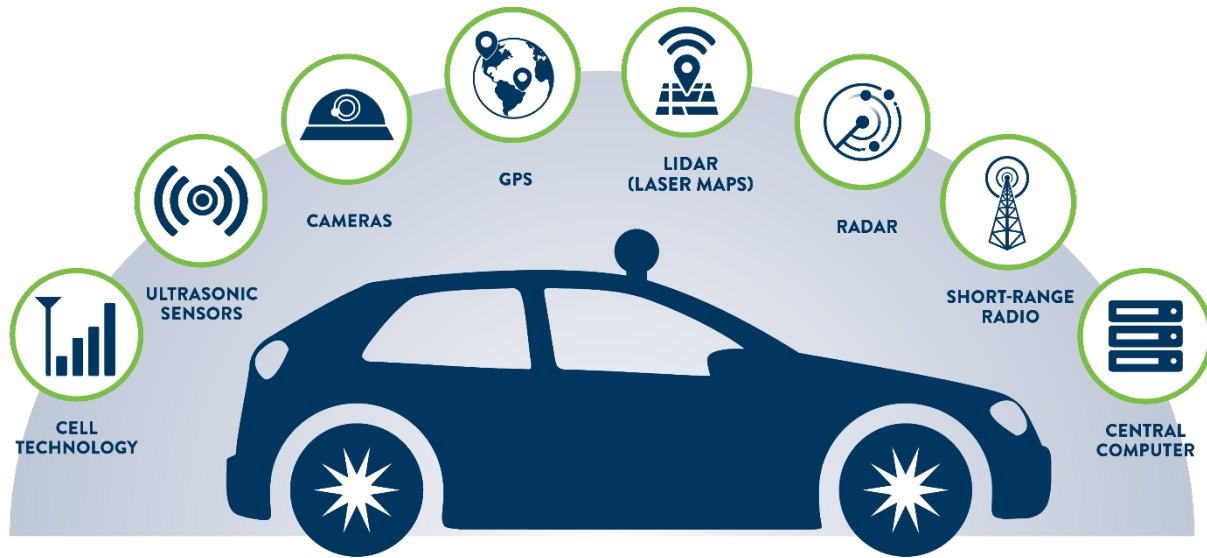 CELL
TECHNOLOGY
ULTRASONIC
SENSORS
CAMERAS
GPS
LIDAR
(LASER MAPS)
RADAR
SHORT-RANGE
RADIO
CENTRAL
COMPUTER